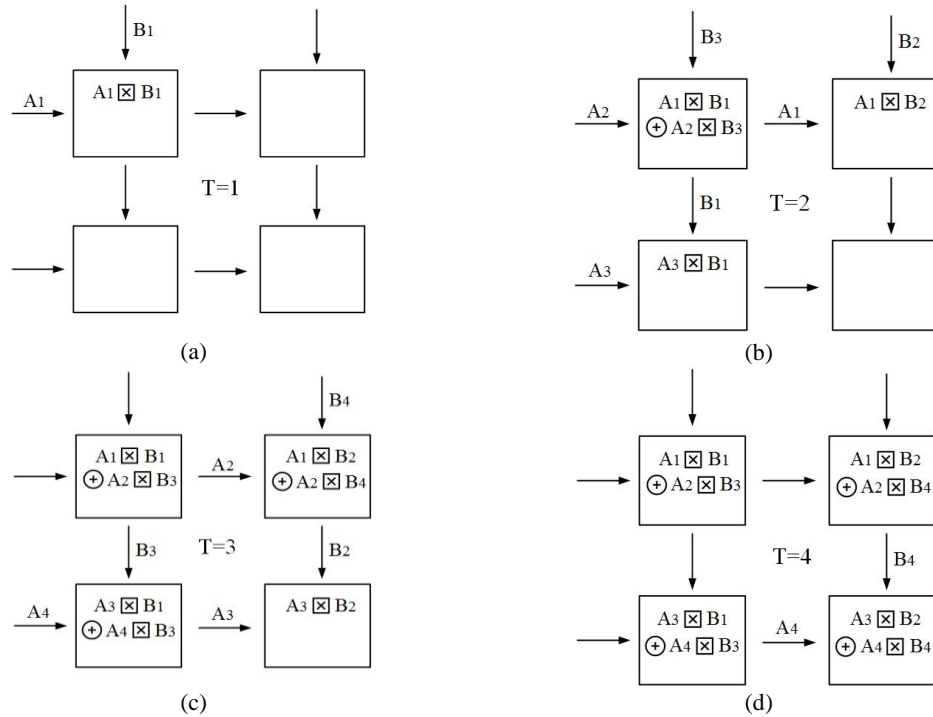 B1
A1
A1 ⊠ B1
T=1
(a)
B3
B2
A2
A1 ⊠ B1
⊕ A2 ⊠ B3
A1
A1 ⊠ B2
B1
T=2
A3
A3 ⊠ B1
(b)
B4
A1 ⊠ B1
⊕ A2 ⊠ B3
A2
A1 ⊠ B2
⊕ A2 ⊠ B4
B3
T=3
B2
A4
A3 ⊠ B1
⊕ A4 ⊠ B3
A3
A3 ⊠ B2
(c)
A1 ⊠ B1
⊕ A2 ⊠ B3
A1 ⊠ B2
⊕ A2 ⊠ B4
T=4
B4
A3 ⊠ B1
⊕ A4 ⊠ B3
A4
A3 ⊠ B2
⊕ A4 ⊠ B4
(d)